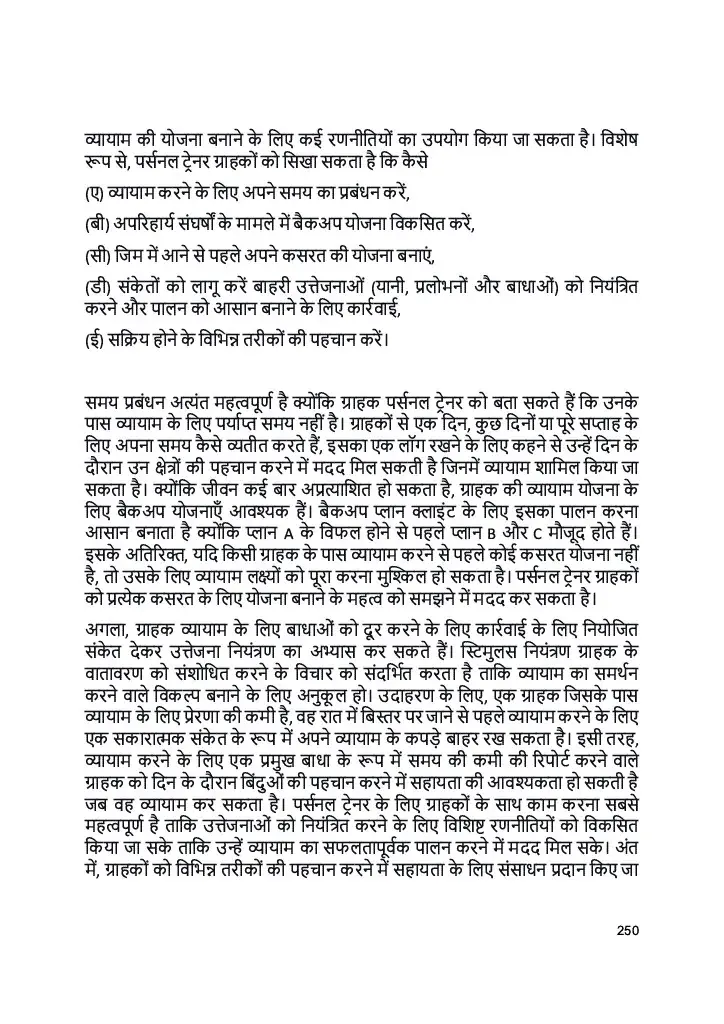 व्यायाम की योजना बनाने के लिए कई रणनीतियों का उपयोग किया जा सकता है। विशेष
रूप से, पर्सनल ट्रेनर ग्राहकों को सिखा सकता है कि कैसे
(ए) व्यायाम करने के लिए अपने समय का प्रबंधन करें,
(बी) अपरिहार्य संघर्षों के मामले में बैकअप योजना विकसित करें,
(सी) जिम में आने से पहले अपने कसरत की योजना बनाएं,
(डी) संकेतों को लागू करें बाहरी उत्तेजनाओं (यानी, प्रलोभनों और बाधाओं) को नियंत्रित
करने और पालन को आसान बनाने के लिए कार्रवाई,
(ई) सक्रिय होने के विभिन्न तरीकों की पहचान करें।
समय प्रबंधन अत्यंत महत्वपूर्ण है क्योंकि ग्राहक पर्सनल ट्रेनर को बता सकते हैं कि उनके
पास व्यायाम के लिए पर्याप्त समय नहीं है। ग्राहकों से एक दिन, कुछ दिनों या पूरे सप्ताह के
लिए अपना समय कैसे व्यतीत करते हैं, इसका एक लॉग रखने के लिए कहने से उन्हें दिन के
दौरान उन क्षेत्रों की पहचान करने में मदद मिल सकती है जिनमें व्यायाम शामिल किया जा
सकता है। क्योंकि जीवन कई बार अप्रत्याशित हो सकता है, ग्राहक की व्यायाम योजना के
लिए बैकअप योजनाएँ आवश्यक हैं। बैकअप प्लान क्लाइंट के लिए इसका पालन करना
आसान बनाता है क्योंकि प्लान A के विफल होने से पहले प्लान B और C मौजूद होते हैं।
इसके अतिरिक्त, यदि किसी ग्राहक के पास व्यायाम करने से पहले कोई कसरत योजना नहीं
है, तो उसके लिए व्यायाम लक्ष्यों को पूरा करना मुश्किल हो सकता है। पर्सनल ट्रेनर ग्राहकों
को प्रत्येक कसरत के लिए योजना बनाने के महत्व को समझने में मदद कर सकता है।
अगला, ग्राहक व्यायाम के लिए बाधाओं को दूर करने के लिए कार्रवाई के लिए नियोजित
संकेत देकर उत्तेजना नियंत्रण का अभ्यास कर सकते हैं। स्टिमुलस नियंत्रण ग्राहक के
वातावरण को संशोधित करने के विचार को संदर्भित करता है ताकि व्यायाम का समर्थन
करने वाले विकल्प बनाने के लिए अनुकूल हो। उदाहरण के लिए, एक ग्राहक जिसके पास
व्यायाम के लिए प्रेरणा की कमी है, वह रात में बिस्तर पर जाने से पहले व्यायाम करने के लिए
एक सकारात्मक संकेत के रूप में अपने व्यायाम के कपड़े बाहर रख सकता है। इसी तरह,
व्यायाम करने के लिए एक प्रमुख बाधा के रूप में समय की कमी की रिपोर्ट करने वाले
ग्राहक को दिन के दौरान बिंदुओं की पहचान करने में सहायता की आवश्यकता हो सकती है
जब वह व्यायाम कर सकता है। पर्सनल ट्रेनर के लिए ग्राहकों के साथ काम करना सबसे
महत्वपूर्ण है ताकि उत्तेजनाओं को नियंत्रित करने के लिए विशिष्ट रणनीतियों को विकसित
किया जा सके ताकि उन्हें व्यायाम का सफलतापूर्वक पालन करने में मदद मिल सके। अंत
में, ग्राहकों को विभिन्न तरीकों की पहचान करने में सहायता के लिए संसाधन प्रदान किए जा
250